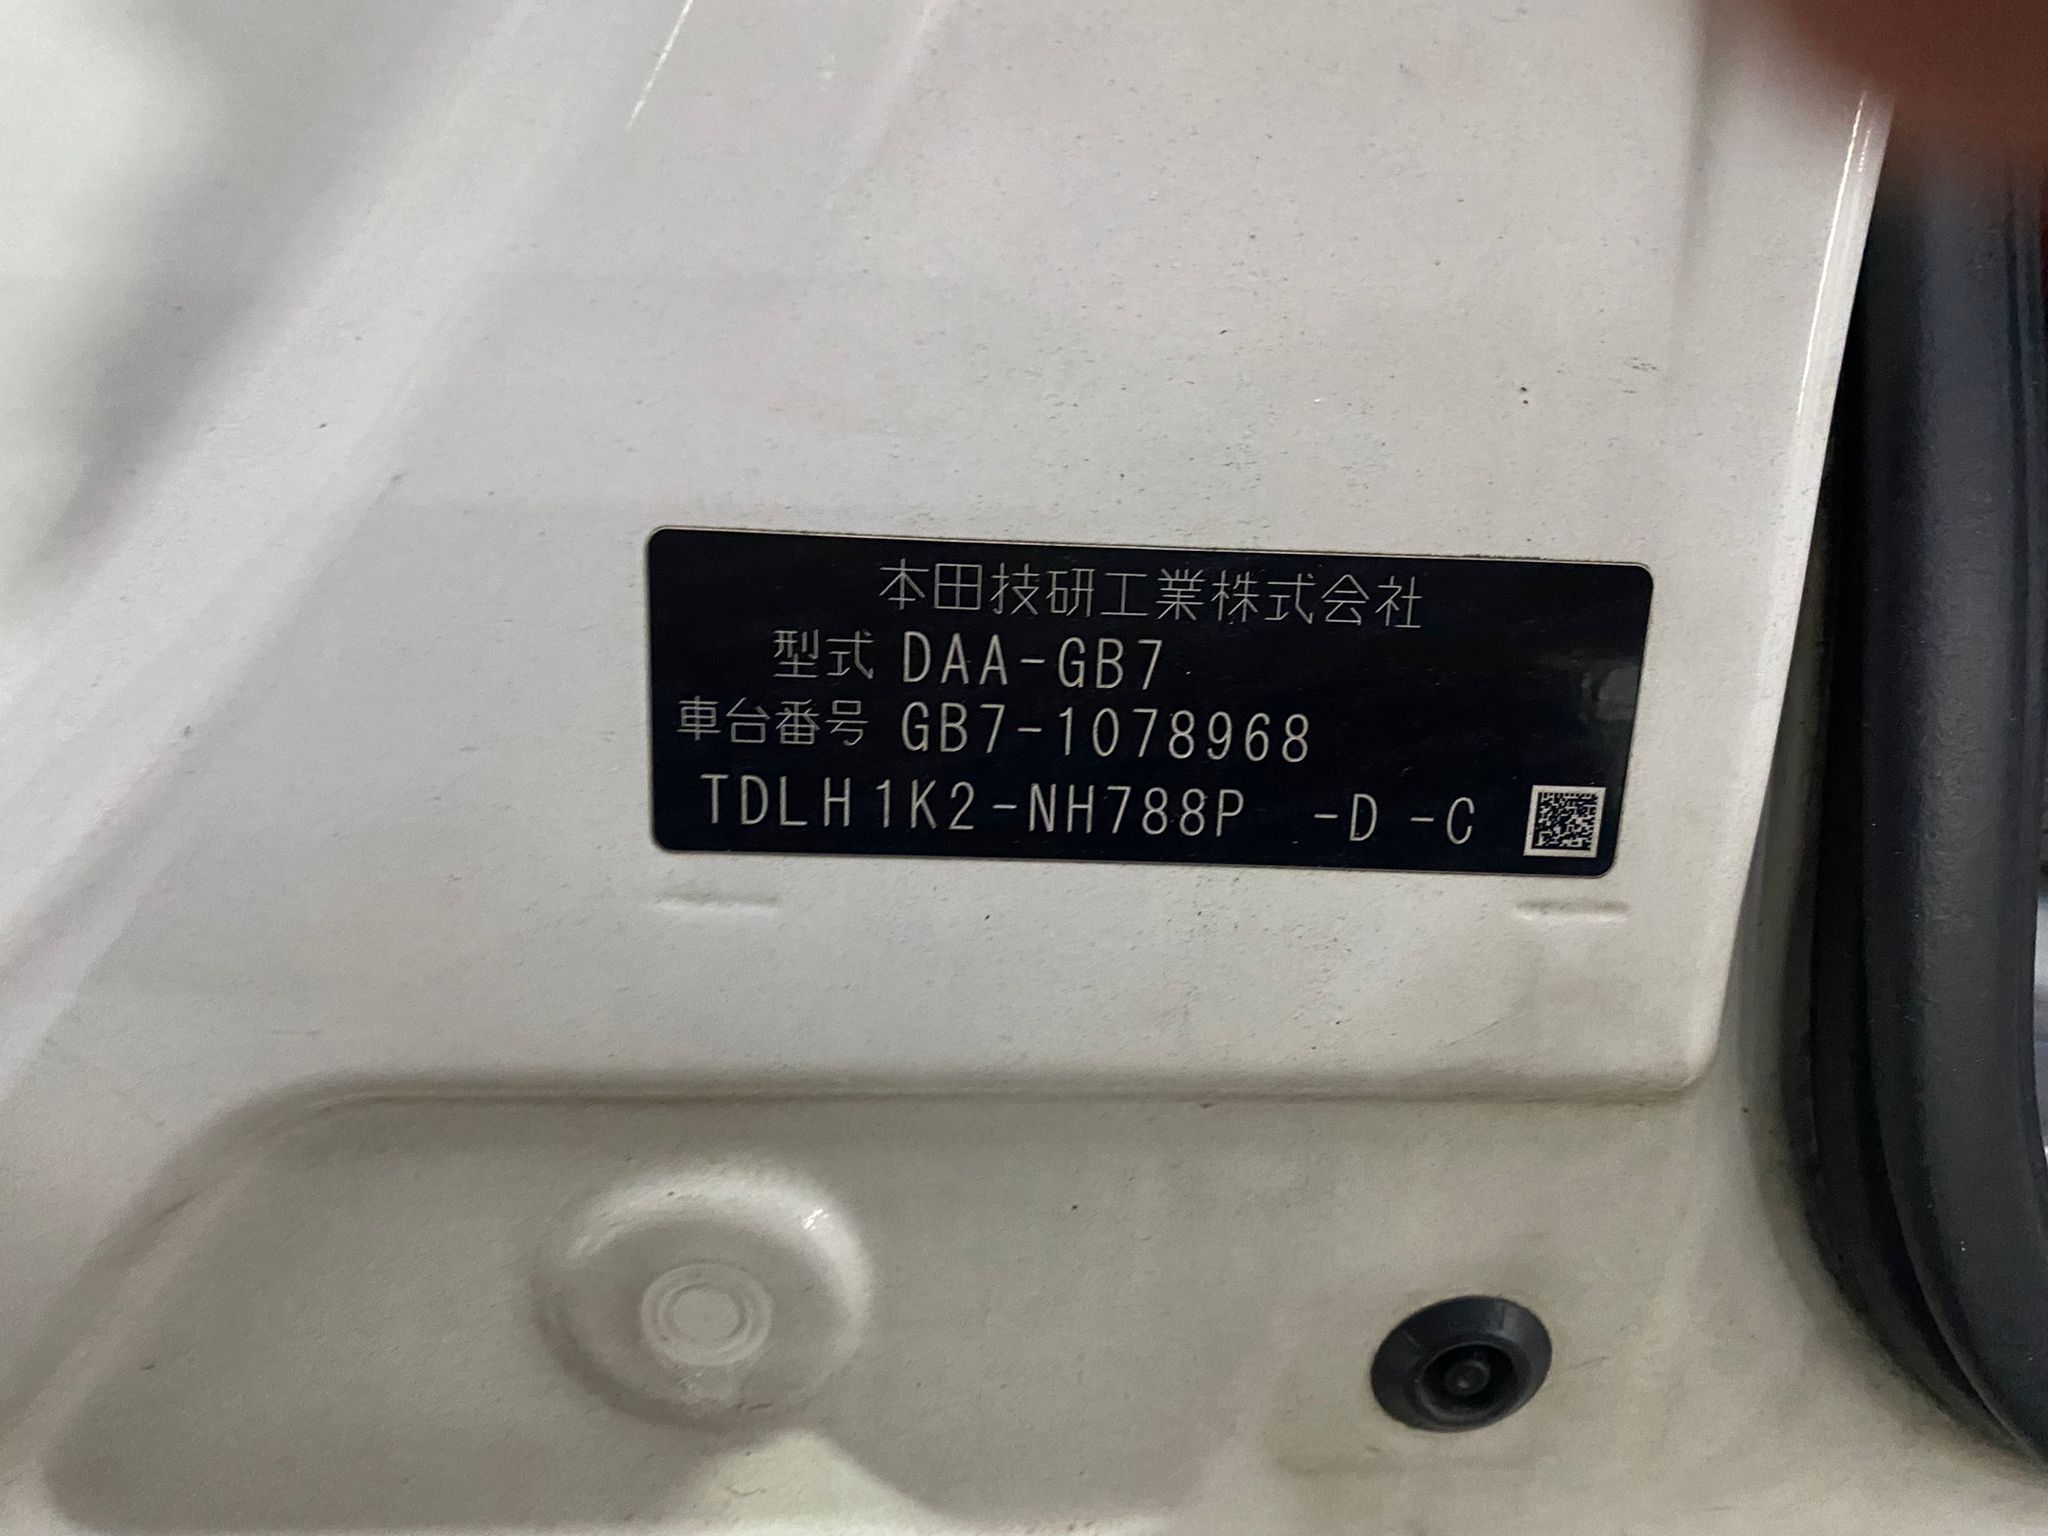 本田技研工業株式会社
型式 DAA-GB7
車台番号 GB7-1078968
TDLH1K2-NH788P -D -C